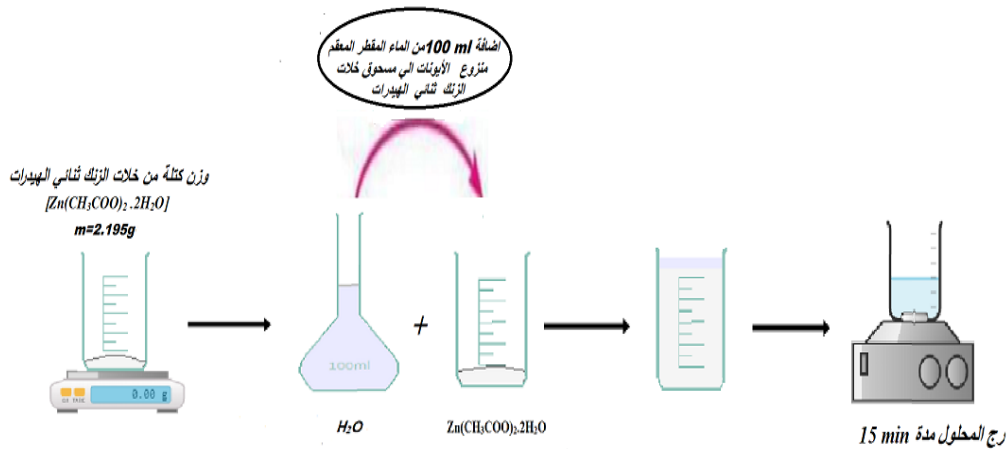 اضافة 100 ml من الماء المقطر المعقم
منزوع الأيونات الي مسحوق خلات
الزنك ثنائي الهيدرات
وزن كتلة من خلات الزنك ثنائي الهيدرات
[Zn(CH₃COO)₂ .2H₂O]
m=2.195g
0.00 g
100ml
+
H₂O
Zn(CH₃COO)₂.2H₂O
رج المحلول مدة 15 min